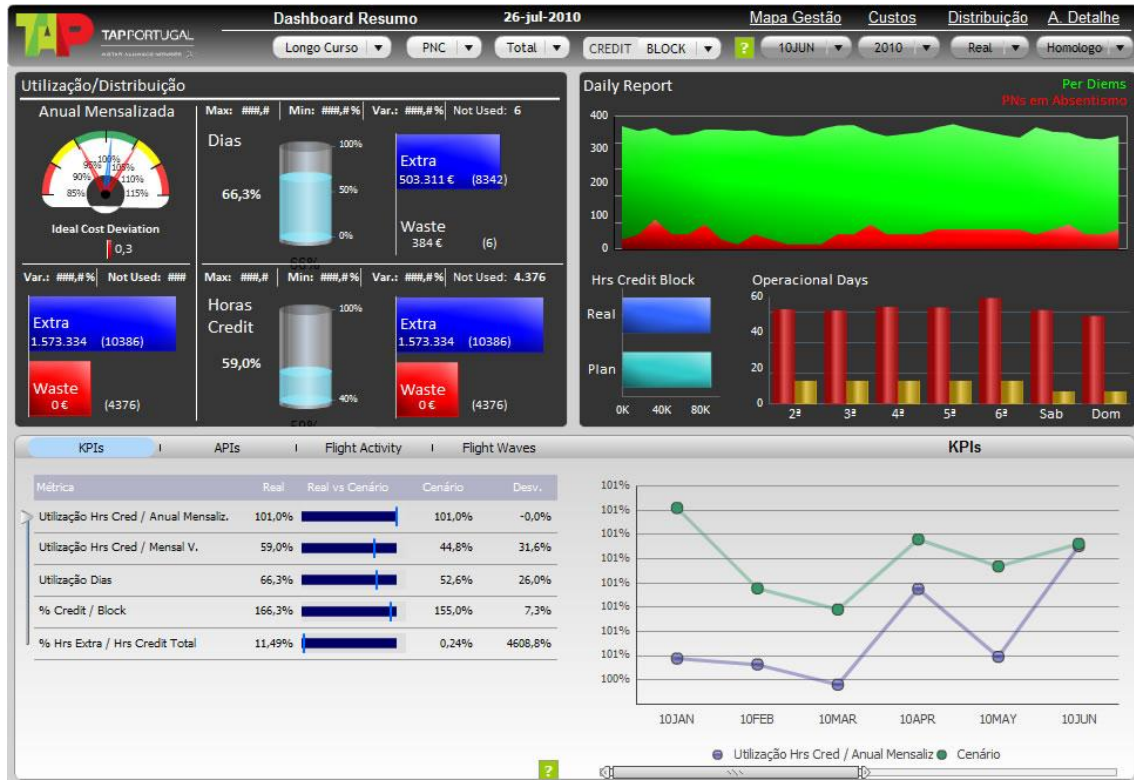 TAP TAPPORTUGAL
A STAR ALLIANCE MEMBER
Dashboard Resumo 26-jul-2010 Mapa Gestão Custos Distribuição A. Detalhe
Longo Curso PNC Total CREDIT BLOCK ? 10JUN 2010 Real Homologo
Utilização/Distribuição
Anual Mensalizada
85% 90% 95% 100% 105% 110% 115%
Ideal Cost Deviation
0,3
Max: ###,# Min: ###,#% Var.: ###,#% Not Used: 6
Dias
66,3%
100%
50%
0%
66%
Extra
503.311 € (8342)
Waste
384 € (6)
Var.: ###,#% Not Used: ###
Extra
1.573.334 (10386)
Waste
0 € (4376)
Max: ###,# Min: ###,#% Var.: ###,#% Not Used: 4.376
Horas
Credit
59,0%
100%
40%
59%
Extra
1.573.334 (10386)
Waste
0 € (4376)
Daily Report
Per Diems
PNs em Absentismo
400
300
200
100
0
Hrs Credit Block
Real
Plan
0K 40K 80K
Operacional Days
60
40
20
0
2ª 3ª 4ª 5ª 6ª Sab Dom
KPIs APIs Flight Activity Flight Waves KPIs
Métrica Real Real vs Cenário Cenário Desv.
Utilização Hrs Cred / Anual Mensaliz. 101,0% 101,0% -0,0%
Utilização Hrs Cred / Mensal V. 59,0% 44,8% 31,6%
Utilização Dias 66,3% 52,6% 26,0%
% Credit / Block 166,3% 155,0% 7,3%
% Hrs Extra / Hrs Credit Total 11,49% 0,24% 4608,8%
?
101%
101%
101%
101%
101%
101%
101%
101%
100%
10JAN 10FEB 10MAR 10APR 10MAY 10JUN
Utilização Hrs Cred / Anual Mensaliz Cenário